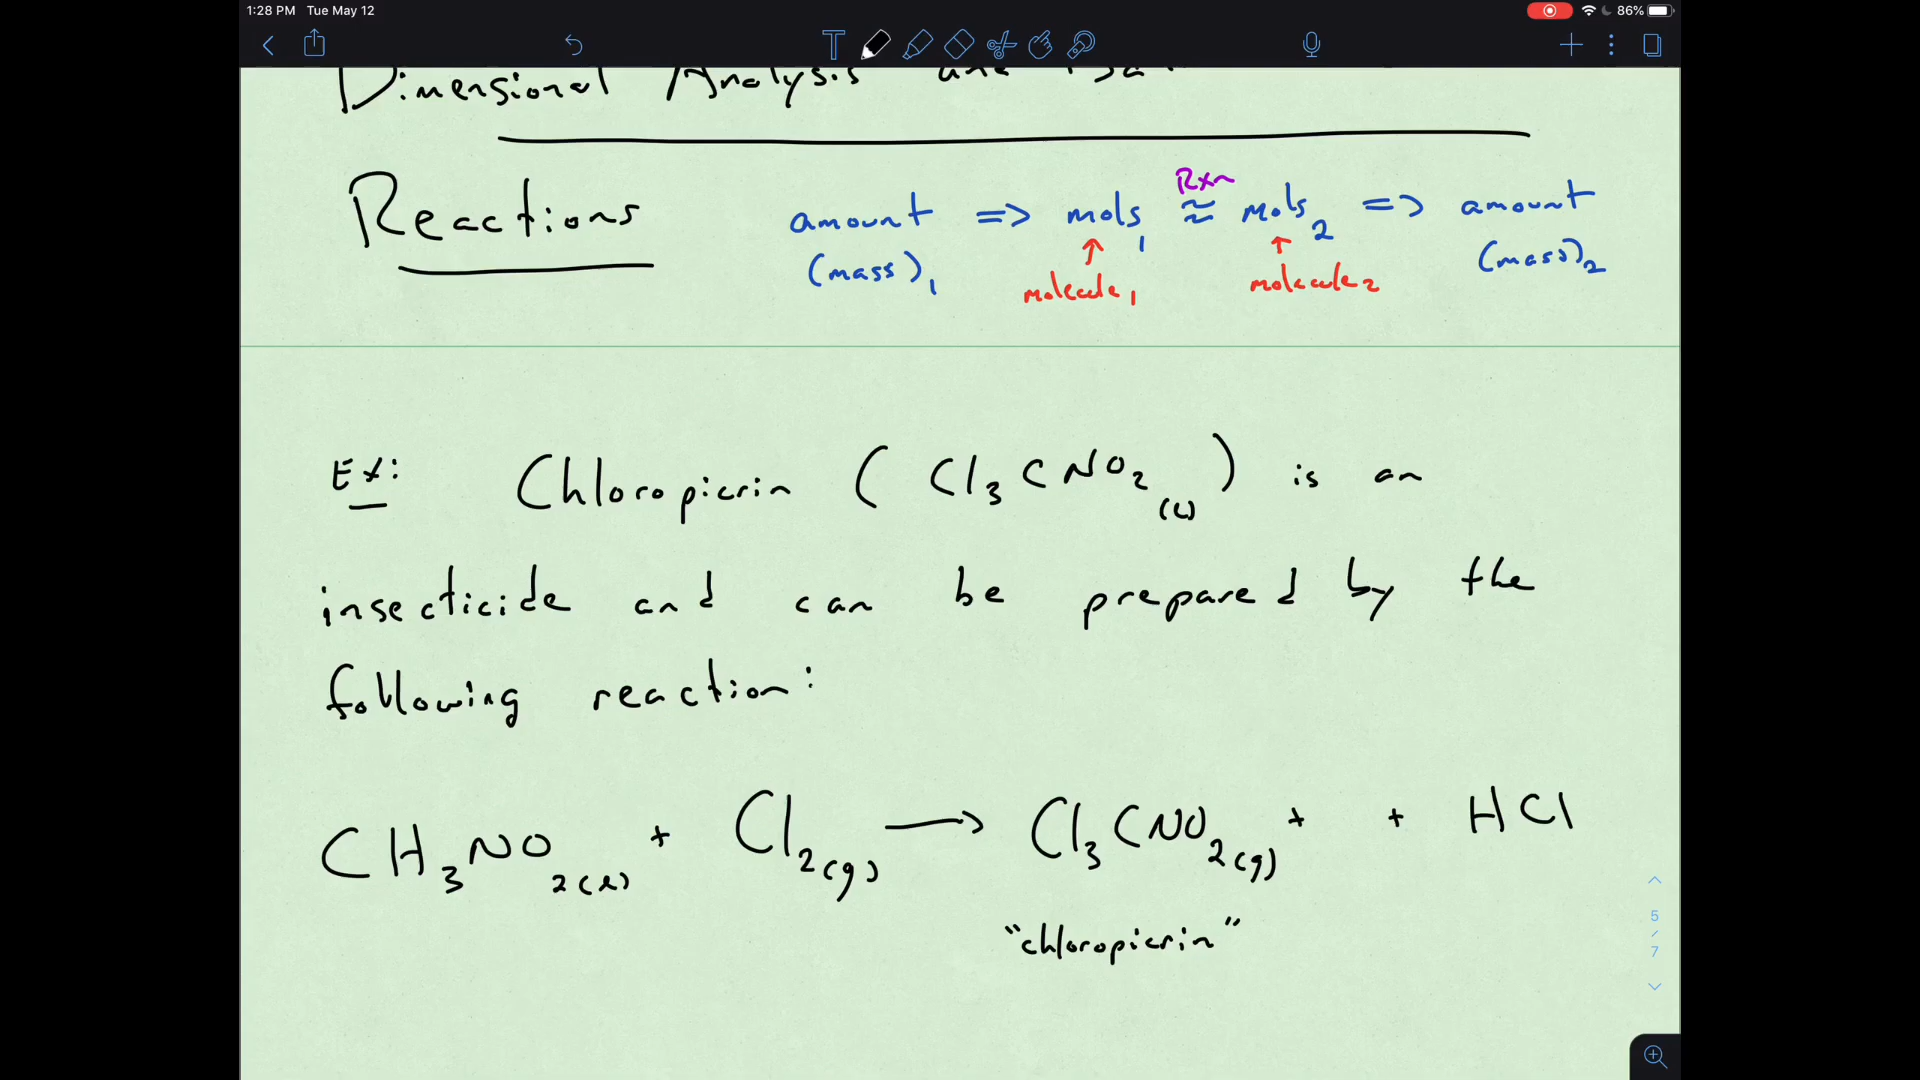 1:28 PM Tue May 12
86%
Dimensional Analysis and
Reactions
Rxn
amount => mols₁ ≈ mols₂ => amount
(mass)₁ (mass)₂
↑ ↑
molecule₁ molecule₂
Ex: Chloropicrin ( Cl₃CNO₂ (l) ) is an
insecticide and can be prepared by the
following reaction:
CH₃NO₂(l) + Cl₂(g) → Cl₃CNO₂(g) + + HCl
"chloropicrin"
5
/
7